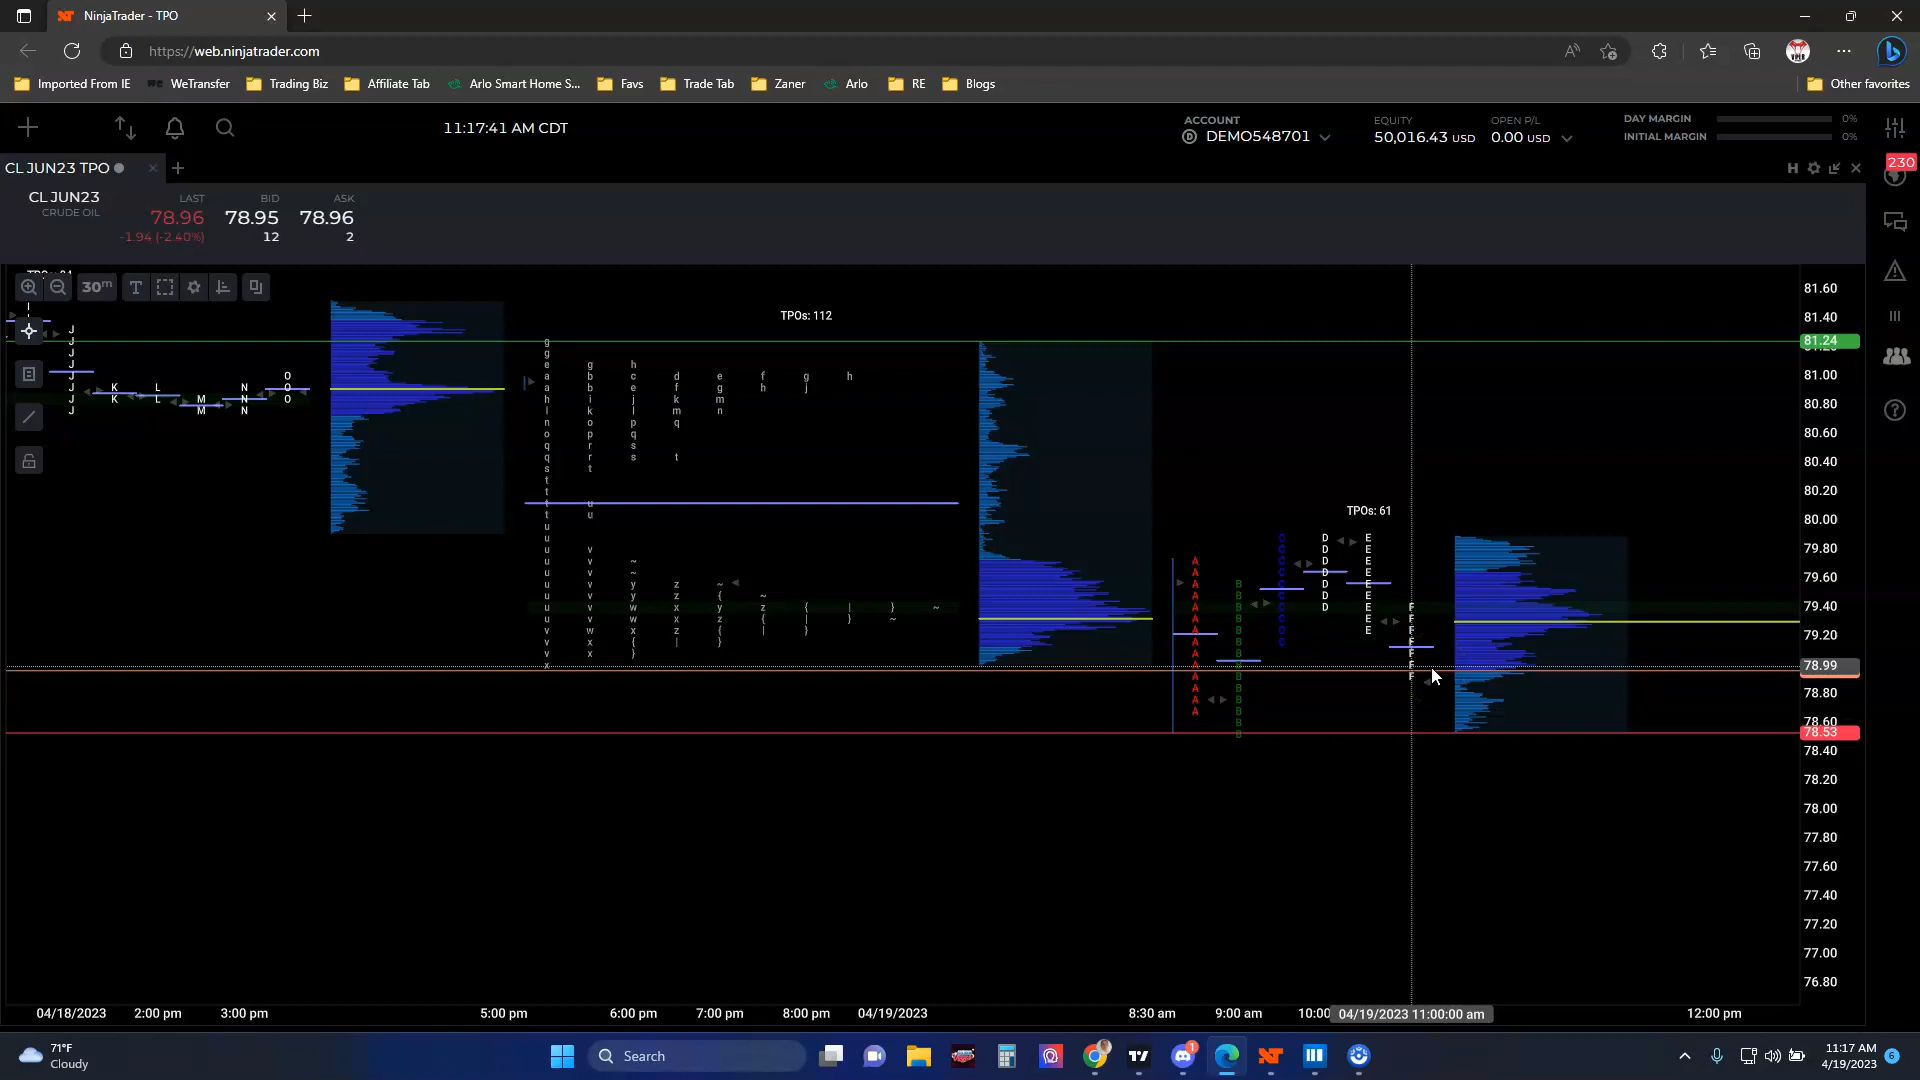 NinjaTrader - TPO
https://web.ninjatrader.com
Imported From IE
WeTransfer
Trading Biz
Affiliate Tab
Arlo Smart Home S...
Favs
Trade Tab
Zaner
Arlo
RE
Blogs
Other favorites
11:17:41 AM CDT
ACCOUNT
DEMO548701
EQUITY
50,016.43 USD
OPEN P/L
0.00 USD
DAY MARGIN 0%
INITIAL MARGIN 0%
CL JUN23 TPO
H
230
CL JUN23
CRUDE OIL
LAST
78.96
-1.94 (-2.40%)
BID
78.95
12
ASK
78.96
2
30m
TPOs: 112
TPOs: 61
81.60
81.40
81.24
81.00
80.80
80.60
80.40
80.20
80.00
79.80
79.60
79.40
79.20
78.99
78.80
78.60
78.53
78.40
78.20
78.00
77.80
77.60
77.40
77.20
77.00
76.80
04/18/2023
2:00 pm
3:00 pm
5:00 pm
6:00 pm
7:00 pm
8:00 pm
04/19/2023
8:30 am
9:00 am
10:00
04/19/2023 11:00:00 am
12:00 pm
71°F
Cloudy
Search
11:17 AM
4/19/2023
6